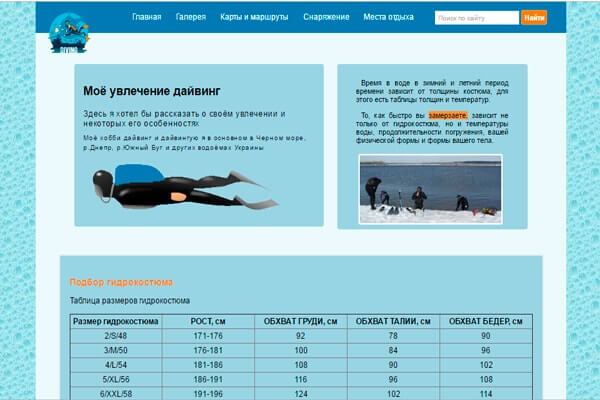 Главная Галерея Карты и маршруты Снаряжение Места отдыха Поиск по сайту Найти
Моё увлечение дайвинг
Здесь я хотел бы рассказать о своём увлечении и
некоторых его особенностях
Моё хобби дайвинг и дайвингую я в основном в Черном море,
р.Днепр, р.Южный Буг и других водоёмах Украины
Время в воде в зимний и летний период
времени зависит от толщины костюма, для
этого есть таблицы толщин и температур.
То, как быстро вы замерзаете, зависит не
только от гидрокостюма, но и температуры
воды, продолжительности погружения, вашей
физической формы и формы вашего тела.
Подбор гидрокостюма
Таблица размеров гидрокостюма
Размер гидрокостюма РОСТ, см ОБХВАТ ГРУДИ, см ОБХВАТ ТАЛИИ, см ОБХВАТ БЕДЕР, см
2/S/48 171-176 92 78 90
3/M/50 176-181 100 84 96
4/L/54 181-186 108 90 102
5/XL/56 186-191 116 96 108
6/XXL/58 191-196 124 102 114